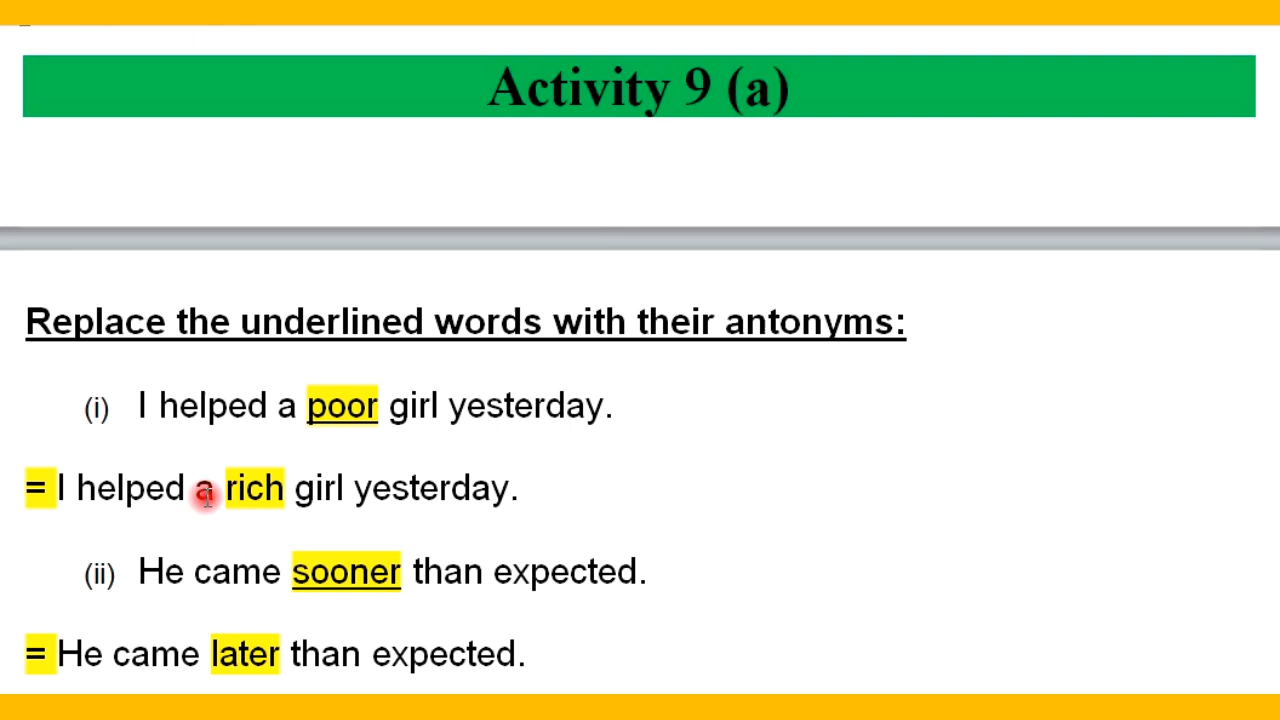 Activity 9 (a)
Replace the underlined words with their antonyms:
(i) I helped a poor girl yesterday.
= I helped a rich girl yesterday.
(ii) He came sooner than expected.
= He came later than expected.